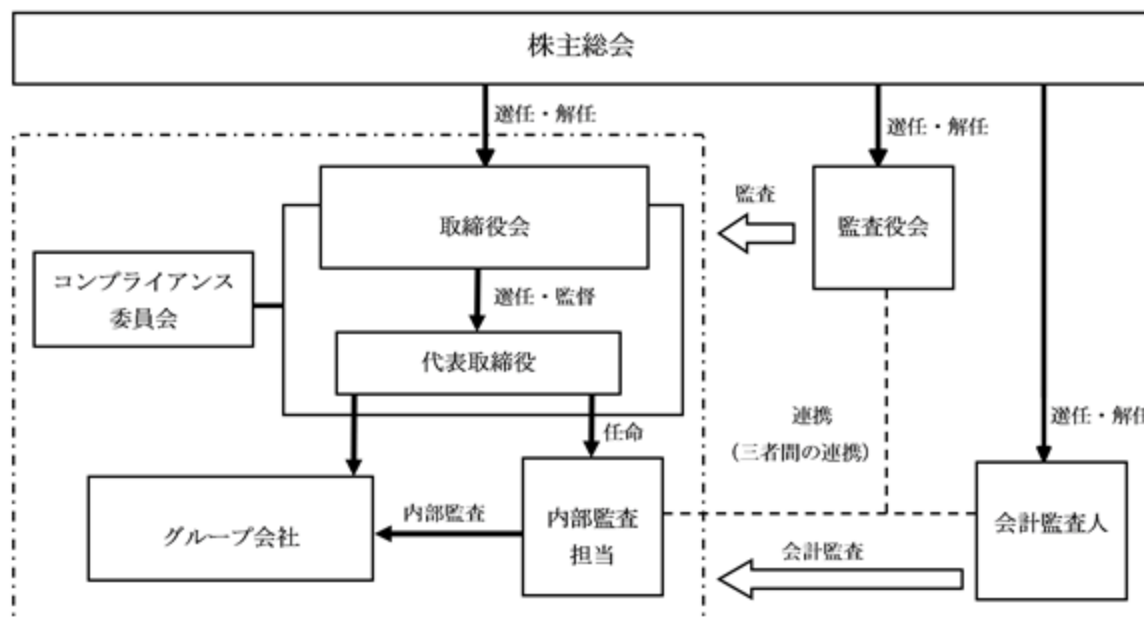 株主総会
選任・解任
選任・解任
監査
取締役会
監査役会
コンプライアンス
委員会
選任・監督
代表取締役
選任・解任
連携
(三者間の連携)
任命
グループ会社
内部監査
内部監査
担当
会計監査人
会計監査